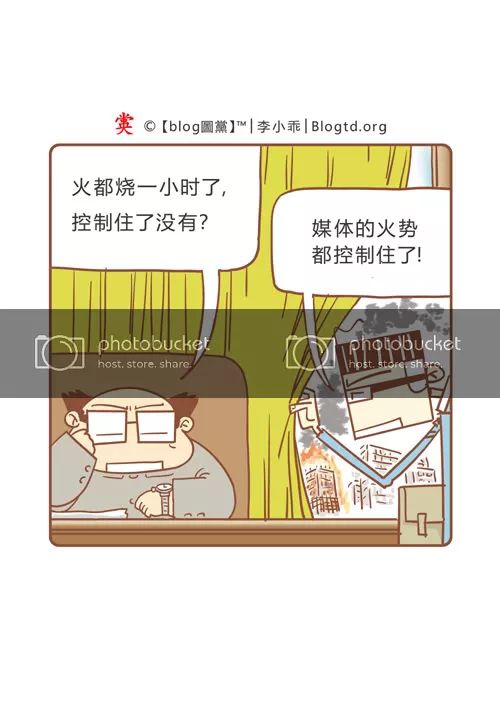 黨 ©【blog圖黨】™|李小乖|Blogtd.org
火都烧一小时了,
控制住了没有?
媒体的火势
都控制住了!
photobucket
host. store. share.
photobucket
host. store. share.